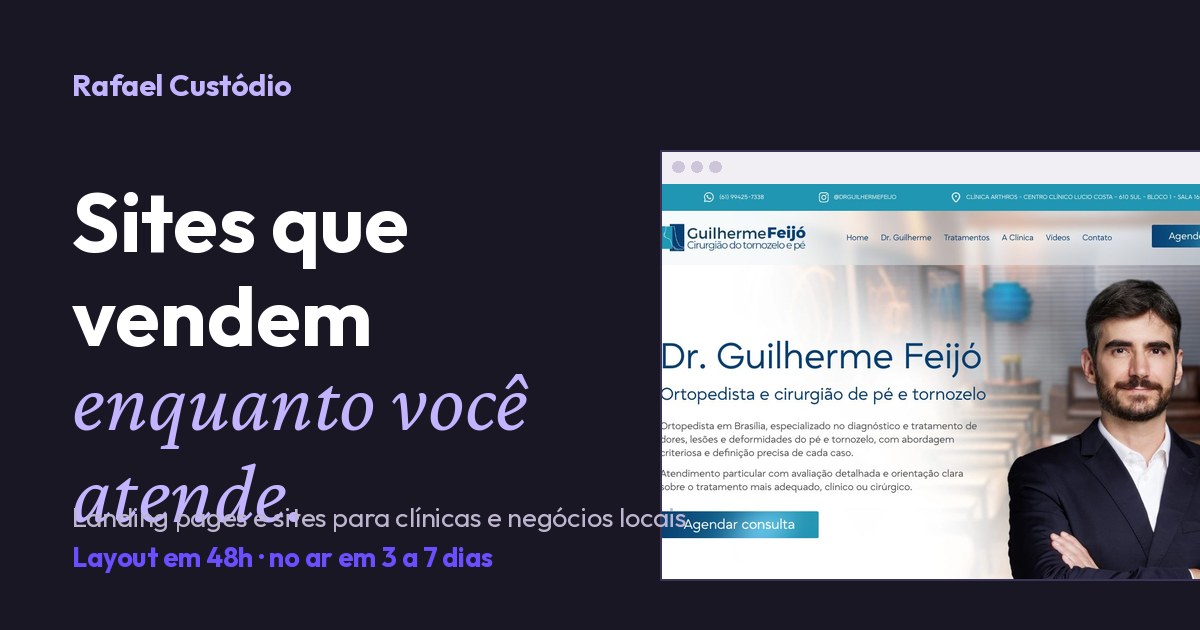 Rafael Custódio
Sites que
vendem
enquanto você
atende.
Landing pages e sites para clínicas e negócios locais.
Layout em 48h · no ar em 3 a 7 dias
(61) 99425-7338
@DRGUILHERMEFEIJO
CLÍNICA ARTHROS - CENTRO CLÍNICO LUCIO COSTA - 610 SUL - BLOCO 1 - SALA
GuilhermeFeijó
Cirurgião do tornozelo e pé
Home Dr. Guilherme Tratamentos A Clínica Vídeos Contato
Dr. Guilherme Feijó
Ortopedista e cirurgião de pé e tornozelo
Ortopedista em Brasília, especializado no diagnóstico e tratamento de
dores, lesões e deformidades do pé e tornozelo, com abordagem
criteriosa e definição precisa de cada caso.
Atendimento particular com avaliação detalhada e orientação clara
sobre o tratamento mais adequado, clínico ou cirúrgico.
Agendar consulta